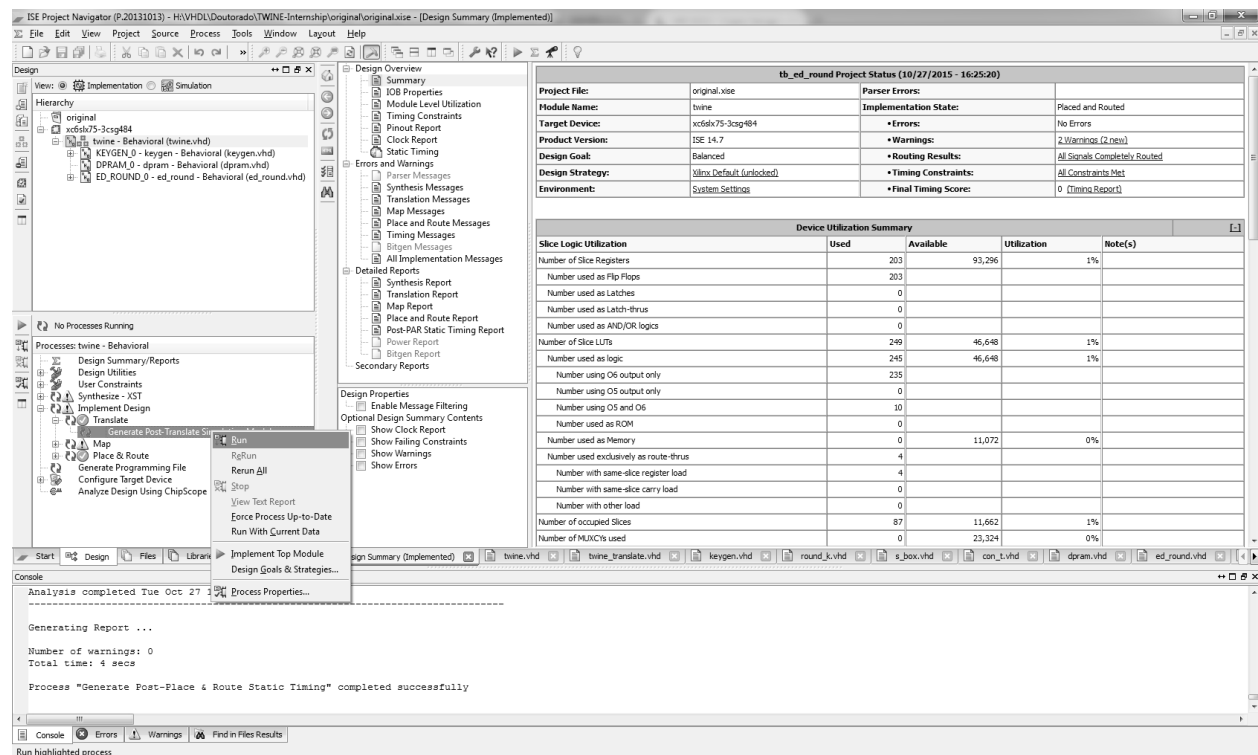 ISE Project Navigator (P.20131013) - H:\VHDL\Doutorado\TWINE-Internship\original\original.xise - [Design Summary (Implemented)]
File Edit View Project Source Process Tools Window Layout Help
Design
View: Implementation Simulation
Hierarchy
original
xc6slx75-3csg484
twine - Behavioral (twine.vhd)
KEYGEN_0 - keygen - Behavioral (keygen.vhd)
DPRAM_0 - dpram - Behavioral (dpram.vhd)
ED_ROUND_0 - ed_round - Behavioral (ed_round.vhd)
No Processes Running
Processes: twine - Behavioral
Design Summary/Reports
Design Utilities
User Constraints
Synthesize - XST
Implement Design
Translate
Generate Post-Translate
Map
Place & Route
Generate Programming File
Configure Target Device
Analyze Design Using ChipScope
Run
ReRun
Rerun All
Stop
View Text Report
Force Process Up-to-Date
Run With Current Data
Implement Top Module
Design Goals & Strategies...
Process Properties...
Design Overview
Summary
IOB Properties
Module Level Utilization
Timing Constraints
Pinout Report
Clock Report
Static Timing
Errors and Warnings
Parser Messages
Synthesis Messages
Translation Messages
Map Messages
Place and Route Messages
Timing Messages
Bitgen Messages
All Implementation Messages
Detailed Reports
Synthesis Report
Translation Report
Map Report
Place and Route Report
Post-PAR Static Timing Report
Power Report
Bitgen Report
Secondary Reports
Design Properties
Enable Message Filtering
Optional Design Summary Contents
Show Clock Report
Show Failing Constraints
Show Warnings
Show Errors
tb_ed_round Project Status (10/27/2015 - 16:25:20)
Project File: original.xise Parser Errors:
Module Name: twine Implementation State: Placed and Routed
Target Device: xc6slx75-3csg484 •Errors: No Errors
Product Version: ISE 14.7 •Warnings: 2 Warnings (2 new)
Design Goal: Balanced •Routing Results: All Signals Completely Routed
Design Strategy: Xilinx Default (unlocked) •Timing Constraints: All Constraints Met
Environment: System Settings •Final Timing Score: 0 (Timing Report)
Device Utilization Summary [-]
Slice Logic Utilization Used Available Utilization Note(s)
Number of Slice Registers 203 93,296 1%
Number used as Flip Flops 203
Number used as Latches 0
Number used as Latch-thrus 0
Number used as AND/OR logics 0
Number of Slice LUTs 249 46,648 1%
Number used as logic 245 46,648 1%
Number using O6 output only 235
Number using O5 output only 0
Number using O5 and O6 10
Number used as ROM 0
Number used as Memory 0 11,072 0%
Number used exclusively as route-thrus 4
Number with same-slice register load 4
Number with same-slice carry load 0
Number with other load 0
Number of occupied Slices 87 11,662 1%
Number of MUXCYs used 0 23,324 0%
Start Design Files Librarie
sign Summary (Implemented) twine.vhd twine_translate.vhd keygen.vhd round_k.vhd s_box.vhd con_t.vhd dpram.vhd ed_round.vhd
Console
Analysis completed Tue Oct 27 1
Generating Report ...
Number of warnings: 0
Total time: 4 secs
Process "Generate Post-Place & Route Static Timing" completed successfully
Console Errors Warnings Find in Files Results
Run highlighted process